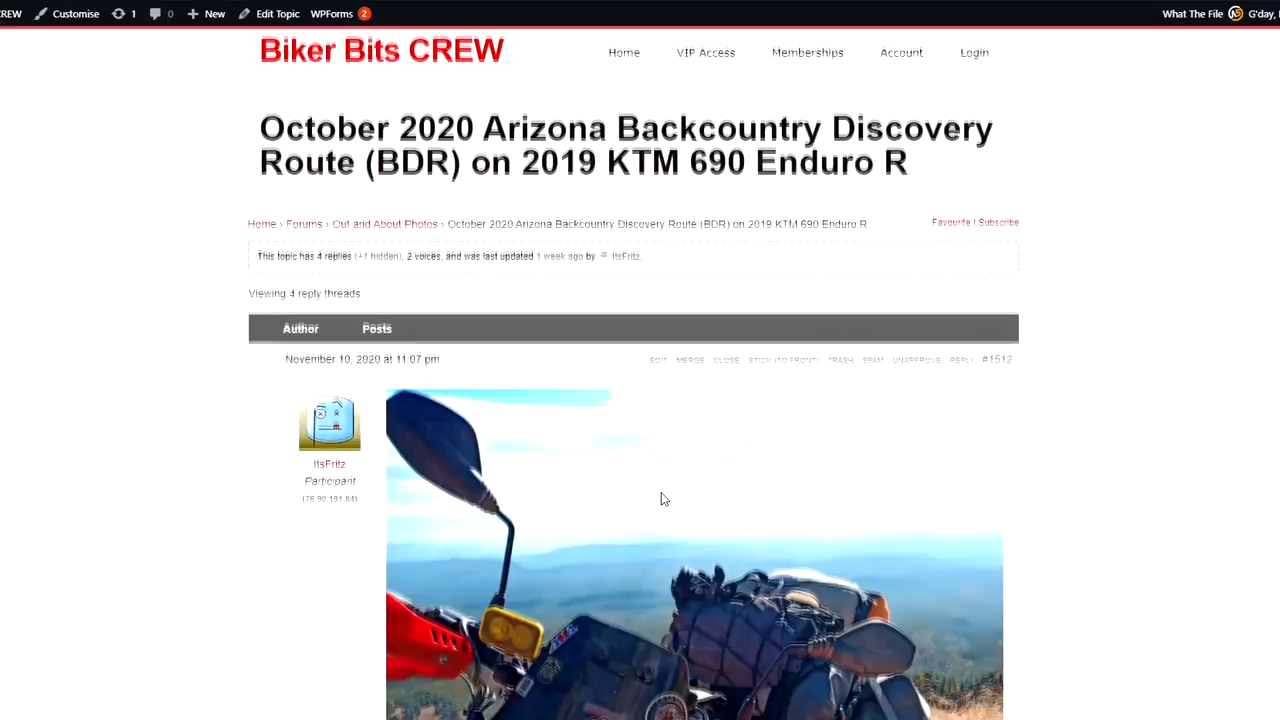 CREW Customise 1 0 New Edit Topic WPForms 2 What The File G'day,
Biker Bits CREW Home VIP Access Memberships Account Login
October 2020 Arizona Backcountry Discovery
Route (BDR) on 2019 KTM 690 Enduro R
Home › Forums › Out and About Photos › October 2020 Arizona Backcountry Discovery Route (BDR) on 2019 KTM 690 Enduro R Favourite | Subscribe
This topic has 4 replies (+1 hidden), 2 voices, and was last updated 1 week ago by ItsFritz.
Viewing 4 reply threads
Author Posts
November 10, 2020 at 11:07 pm EDIT MERGE CLOSE STICK (TO FRONT) TRASH SPAM UNAPPROVE REPLY #1512
ItsFritz
Participant
(76.90.191.84)